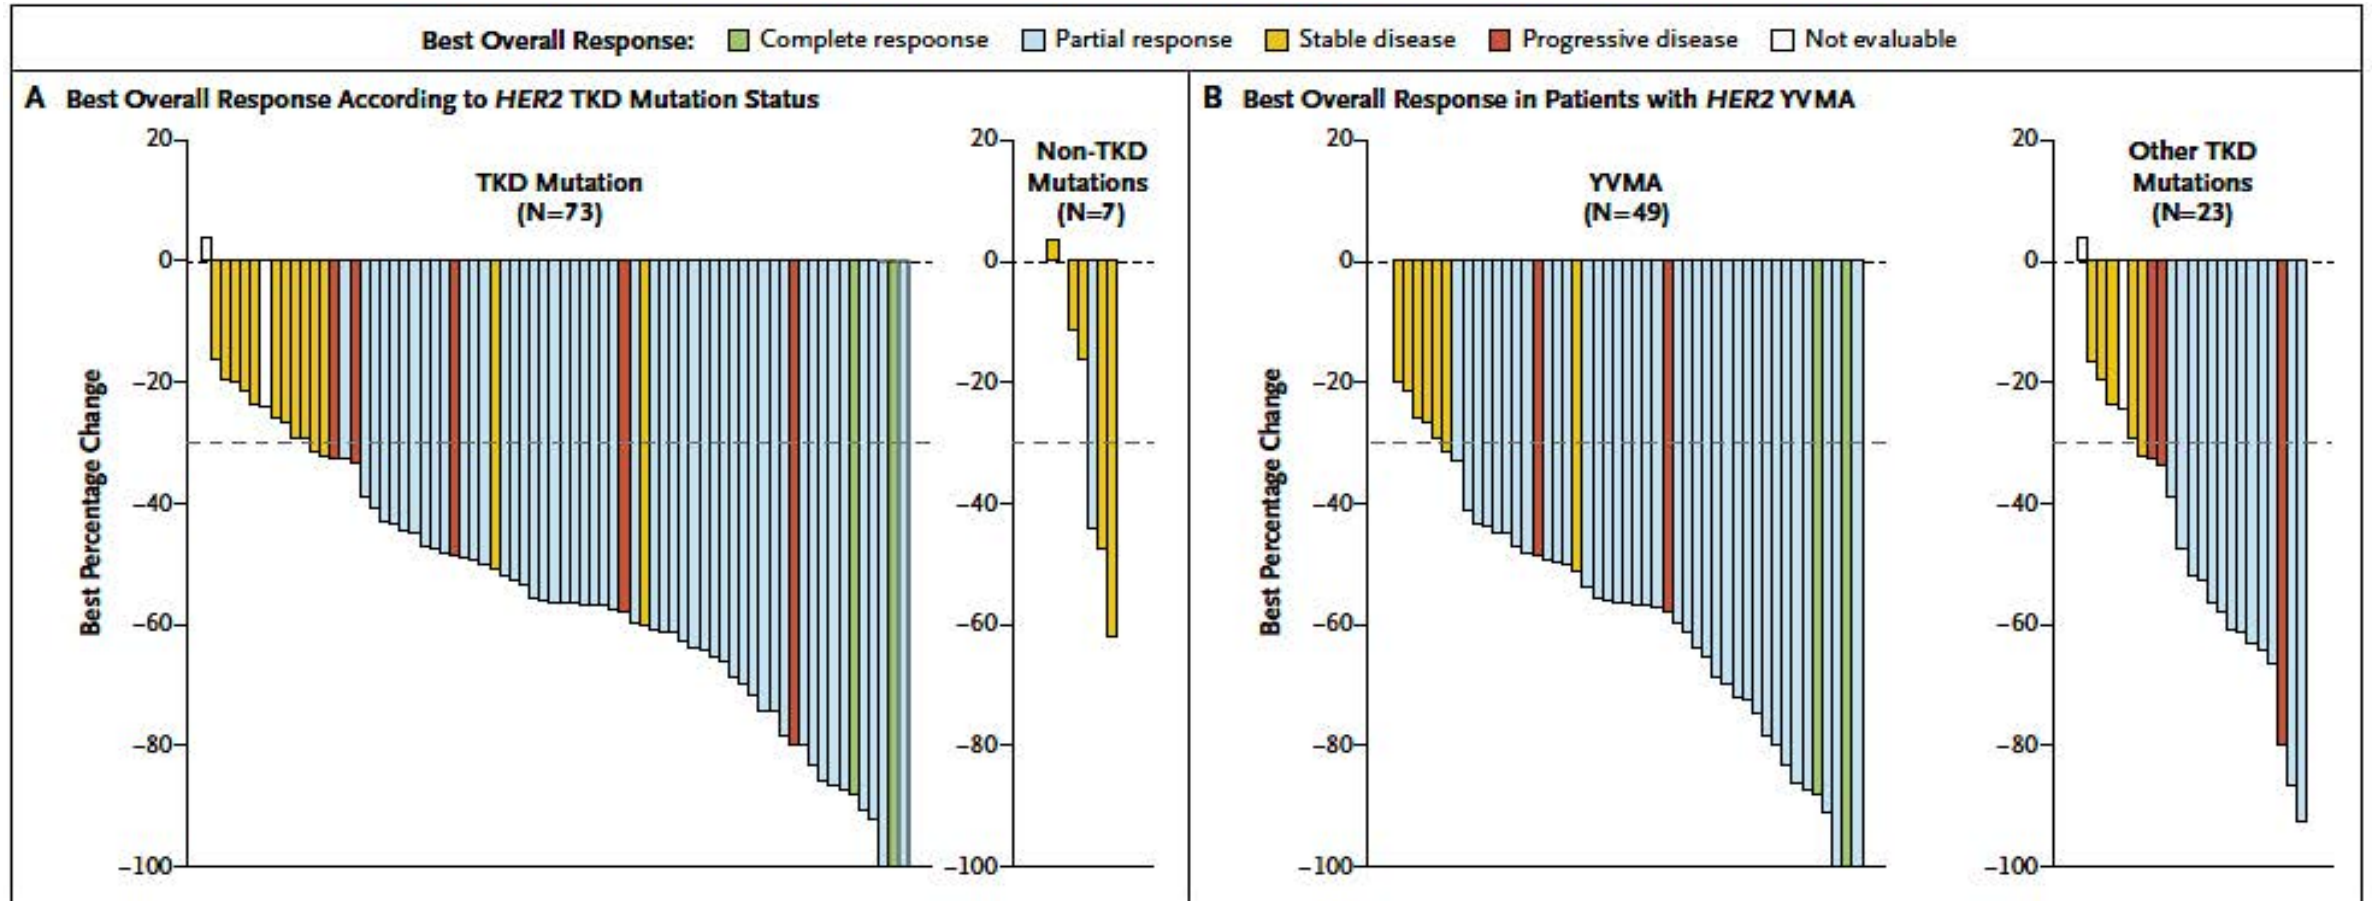 Best Overall Response: Complete respoonse Partial response Stable disease Progressive disease Not evaluable
A Best Overall Response According to HER2 TKD Mutation Status
Best Percentage Change
20
0
−20
−40
−60
−80
−100
TKD Mutation
(N=73)
20
0
−20
−40
−60
−80
−100
Non-TKD
Mutations
(N=7)
B Best Overall Response in Patients with HER2 YVMA
Best Percentage Change
20
0
−20
−40
−60
−80
−100
YVMA
(N=49)
20
0
−20
−40
−60
−80
−100
Other TKD
Mutations
(N=23)